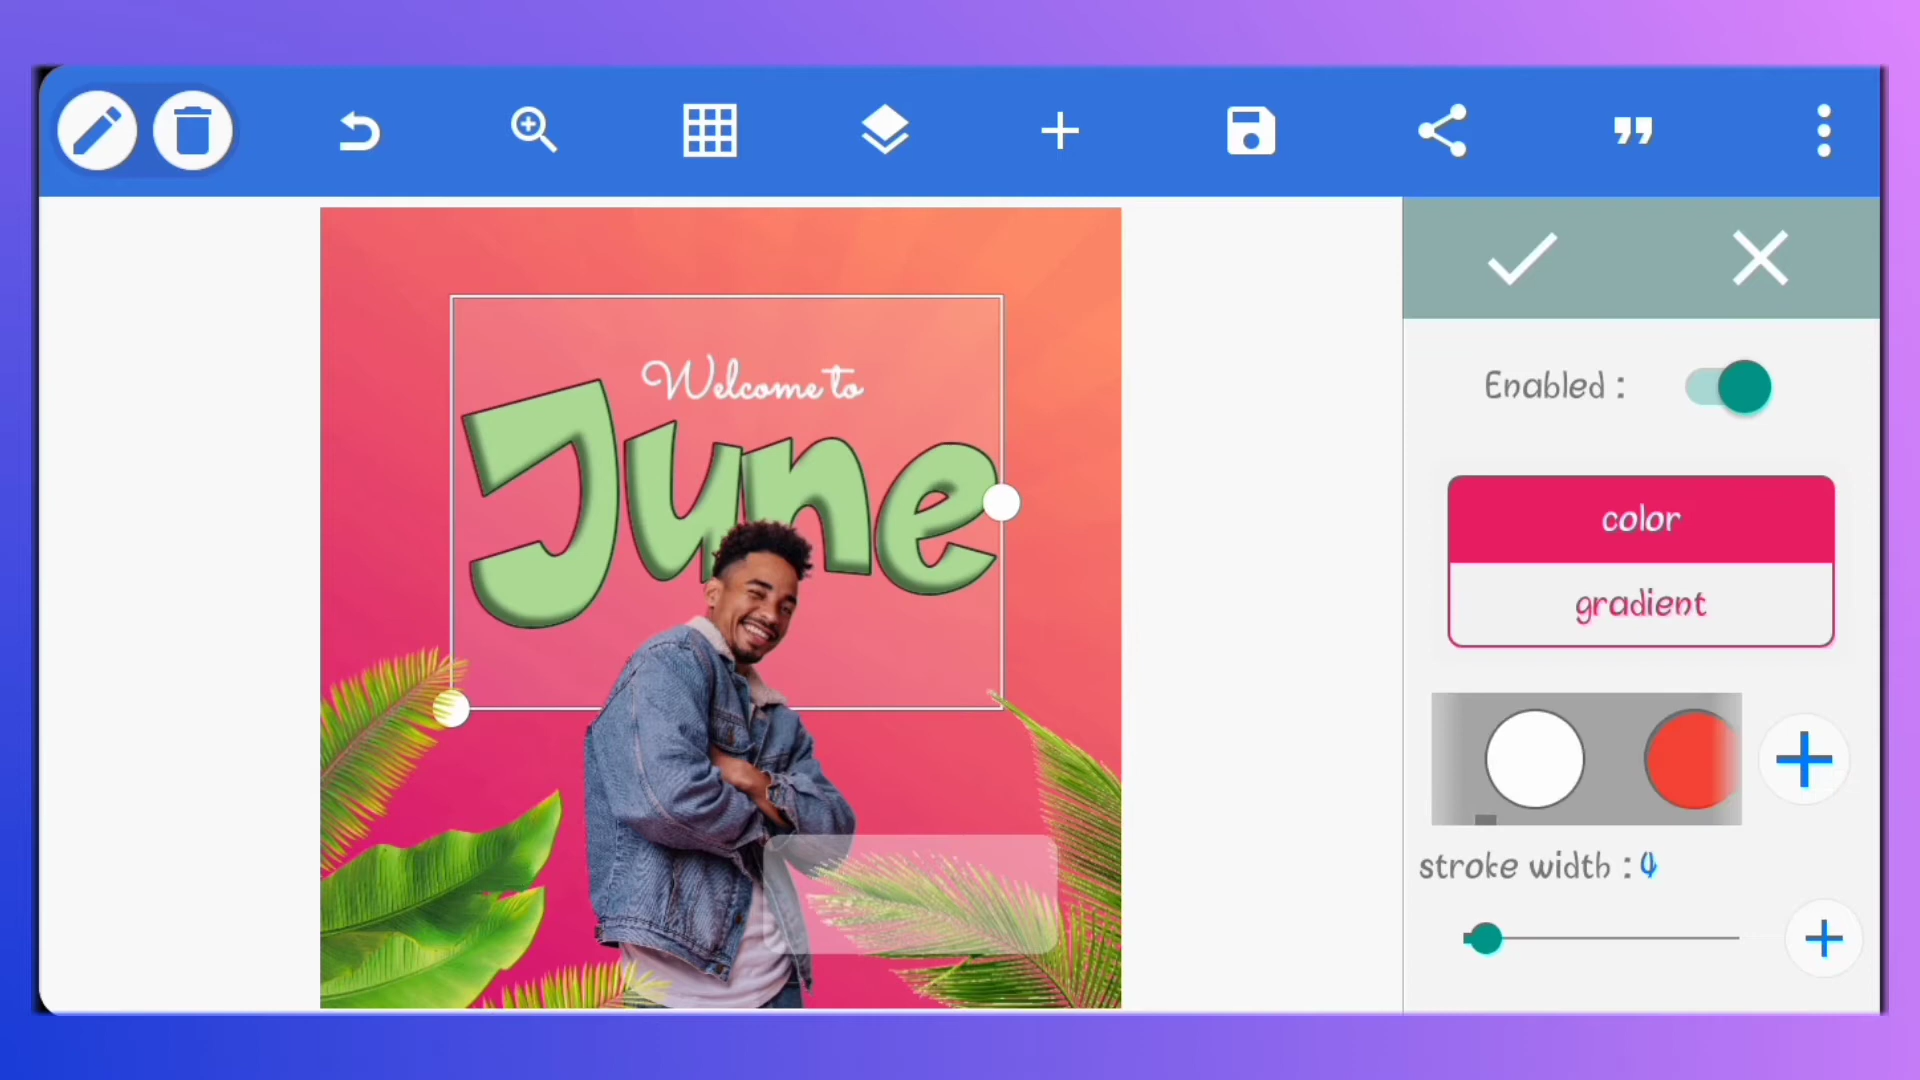 Enabled :
Welcome to
June
color
gradient
stroke width : 4